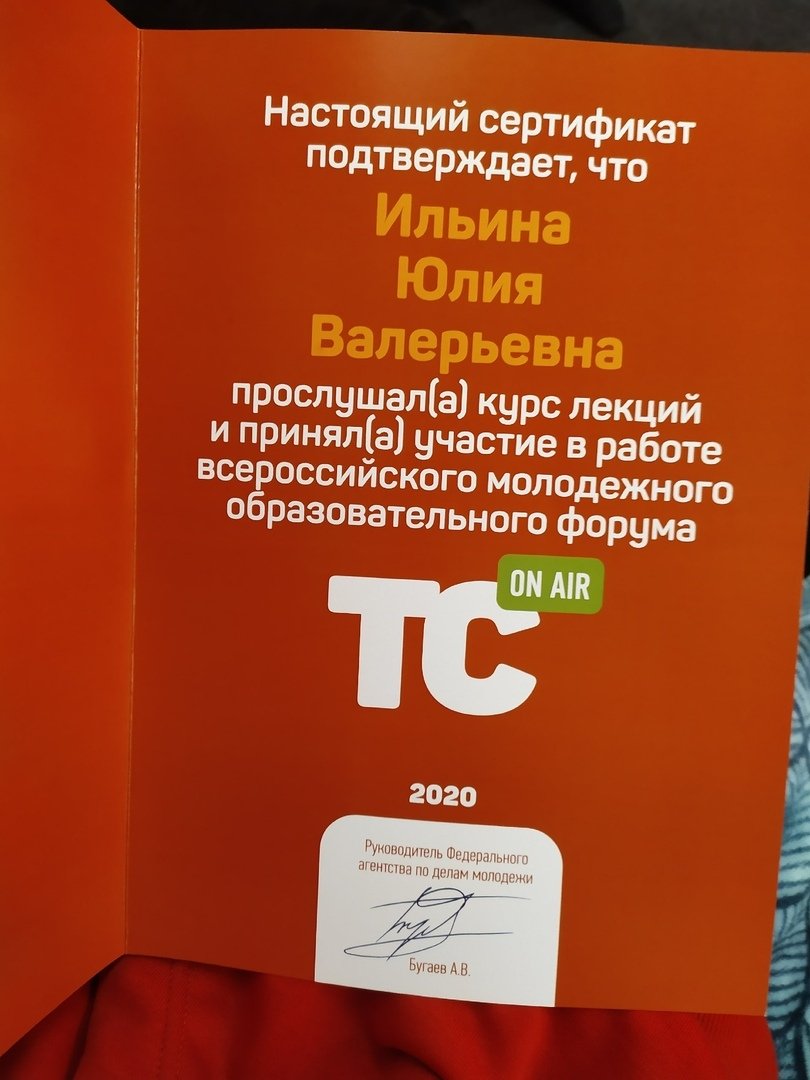 Настоящий сертификат
подтверждает, что
Ильина
Юлия
Валерьевна
прослушал(а) курс лекций
и принял(а) участие в работе
всероссийского молодежного
образовательного форума
ТС ON AIR
2020
Руководитель Федерального
агентства по делам молодежи
Бугаев А.В.